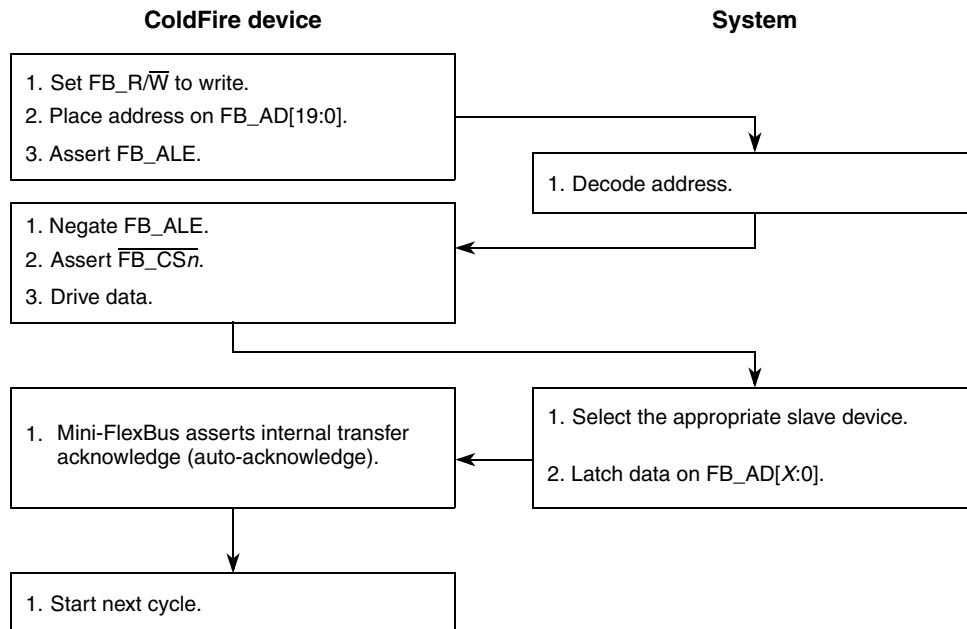 ColdFire device
System
1. Set FB_R/W̅ to write.
2. Place address on FB_AD[19:0].
3. Assert FB_ALE.
1. Decode address.
1. Negate FB_ALE.
2. Assert F̅B̅_̅C̅S̅n̅.
3. Drive data.
1. Select the appropriate slave device.
2. Latch data on FB_AD[X:0].
1. Mini-FlexBus asserts internal transfer
acknowledge (auto-acknowledge).
1. Start next cycle.